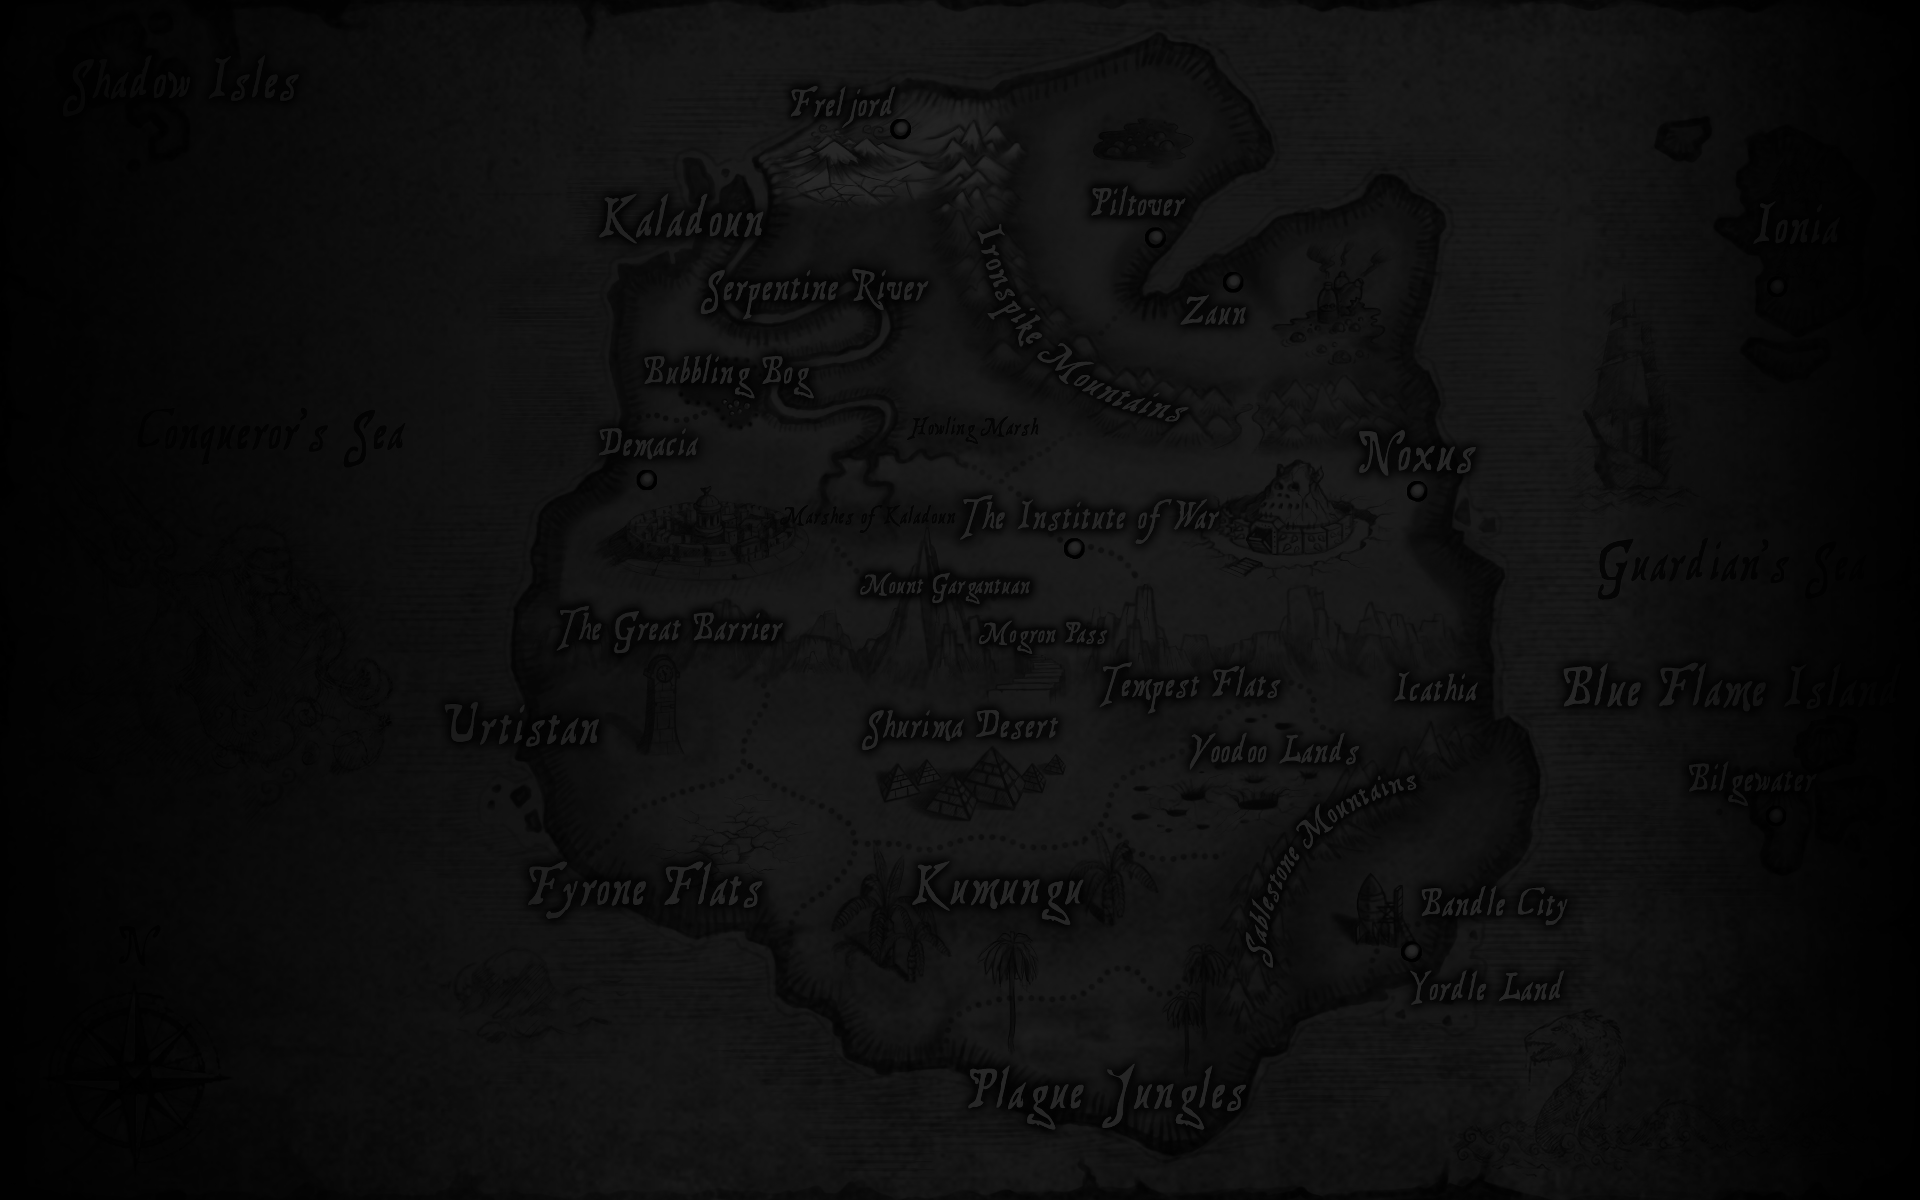 Shadow Isles
Freljord
Piltover
Kaladoun
Ionia
Serpentine River
Ironspike Mountains
Zaun
Bubbling Bog
Conqueror's Sea
Howling Marsh
Demacia
Noxus
Marshes of Kaladoun
The Institute of War
Guardian's Sea
Mount Gargantuan
The Great Barrier
Mogron Pass
Tempest Flats
Icathia
Blue Flame Island
Urtistan
Shurima Desert
Voodoo Lands
Bilgewater
Sablestone Mountains
Fyrone Flats
Kumungu
Bandle City
N
Yordle Land
Plague Jungles